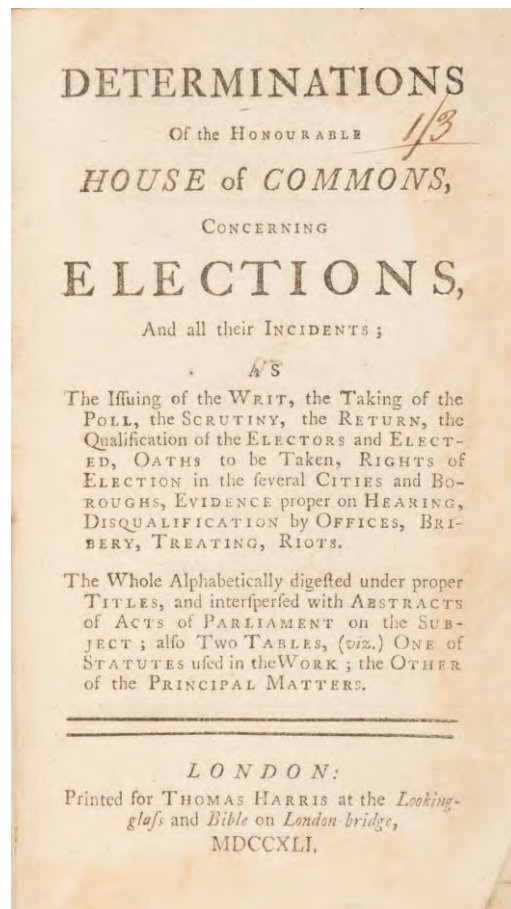 DETERMINATIONS
Of the HONOURABLE
1/3
HOUSE of COMMONS,
CONCERNING
ELECTIONS,
And all their INCIDENTS ;
AS
The Iſſuing of the WRIT, the Taking of the
POLL, the SCRUTINY, the RETURN, the
Qualification of the ELECTORS and ELECT-
ED, OATHS to be Taken, RIGHTS of
ELECTION in the ſeveral CITIES and BO-
ROUGHS, EVIDENCE proper on HEARING,
DISQUALIFICATION by OFFICES, BRI-
BERY, TREATING, RIOTS.
The Whole Alphabetically digeſted under proper
TITLES, and interſperſed with ABSTRACTS
of ACTS of PARLIAMENT on the SUB-
JECT ; alſo Two TABLES, (viz.) ONE of
STATUTES uſed in theWORK ; the OTHER
of the PRINCIPAL MATTERS.
LONDON:
Printed for THOMAS HARRIS at the Looking-
glaſs and Bible on London-bridge,
MDCCXLI.